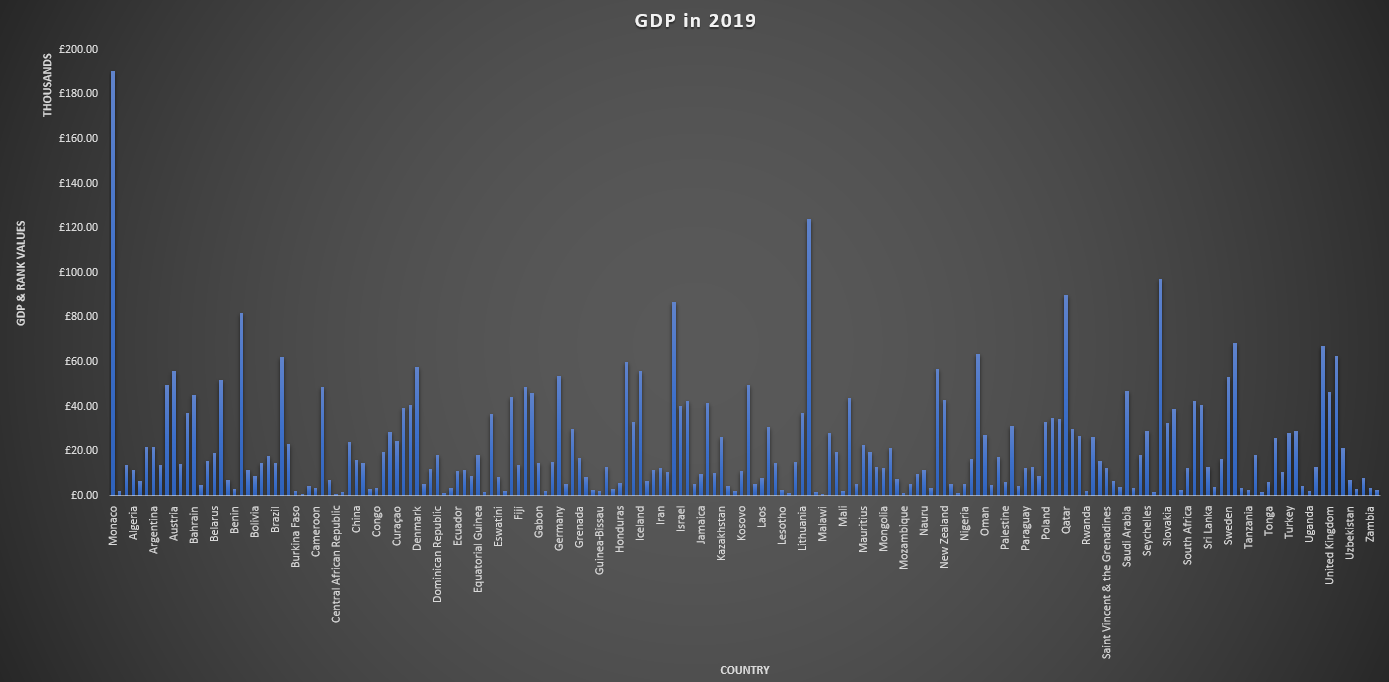 GDP in 2019
THOUSANDS
GDP & RANK VALUES
£200.00
£180.00
£160.00
£140.00
£120.00
£100.00
£80.00
£60.00
£40.00
£20.00
£0.00
Monaco
Algeria
Argentina
Austria
Bahrain
Belarus
Benin
Bolivia
Brazil
Burkina Faso
Cameroon
Central African Republic
China
Congo
Curaçao
Denmark
Dominican Republic
Ecuador
Equatorial Guinea
Eswatini
Fiji
Gabon
Germany
Grenada
Guinea-Bissau
Honduras
Iceland
Iran
Israel
Jamaica
Kazakhstan
Kosovo
Laos
Lesotho
Lithuania
Malawi
Mali
Mauritius
Mongolia
Mozambique
Nauru
New Zealand
Nigeria
Oman
Palestine
Paraguay
Poland
Qatar
Rwanda
Saint Vincent & the Grenadines
Saudi Arabia
Seychelles
Slovakia
South Africa
Sri Lanka
Sweden
Tanzania
Tonga
Turkey
Uganda
United Kingdom
Uzbekistan
Zambia
COUNTRY